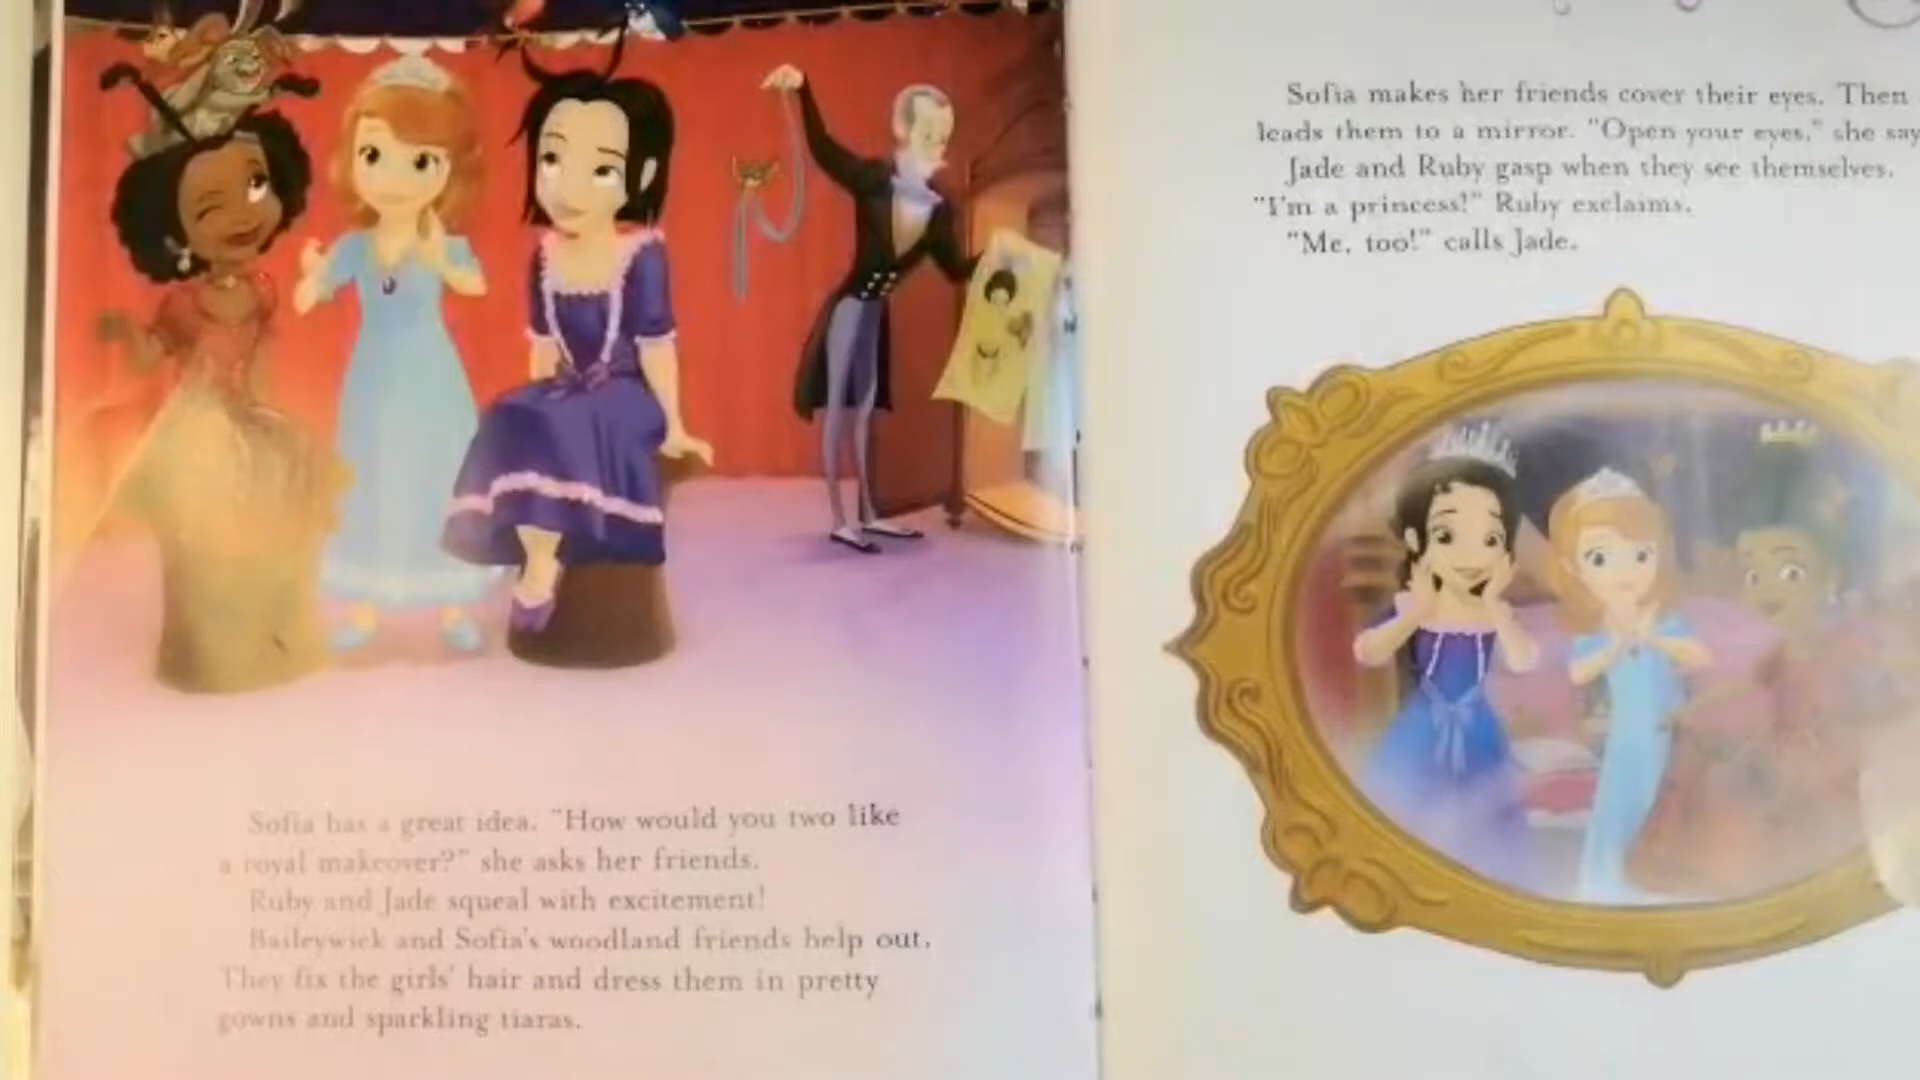 Sofia has a great idea. "How would you two like
a royal makeover?" she asks her friends.
Ruby and Jade squeal with excitement!
Baileywick and Sofia's woodland friends help out.
They fix the girls' hair and dress them in pretty
gowns and sparkling tiaras.
Sofia makes her friends cover their eyes. Then
leads them to a mirror. "Open your eyes," she say
Jade and Ruby gasp when they see themselves.
"I'm a princess!" Ruby exclaims.
"Me, too!" calls Jade.